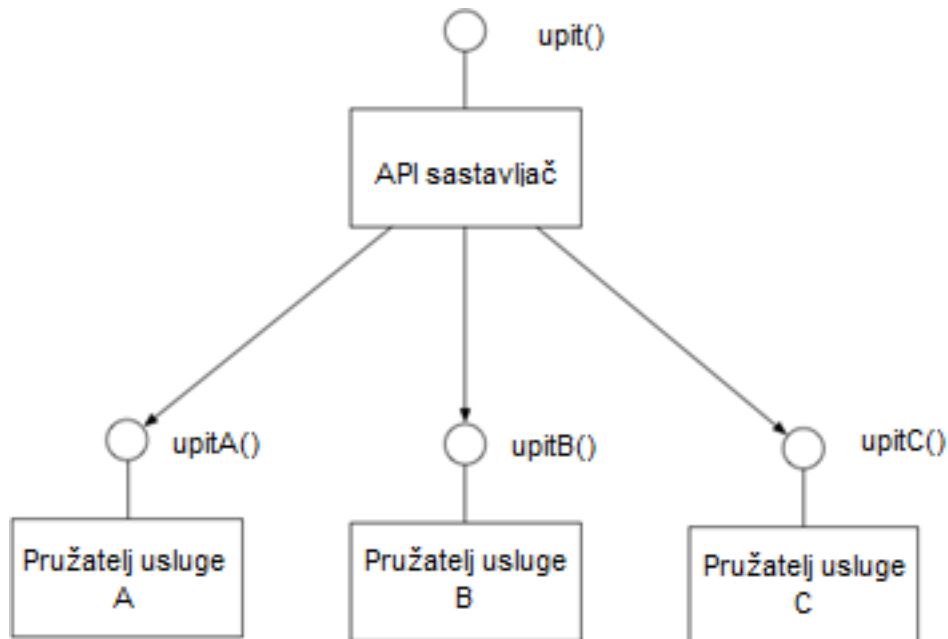 upit()
API sastavljač
upitA()
upitB()
upitC()
Pružatelj usluge
A
Pružatelj usluge
B
Pružatelj usluge
C